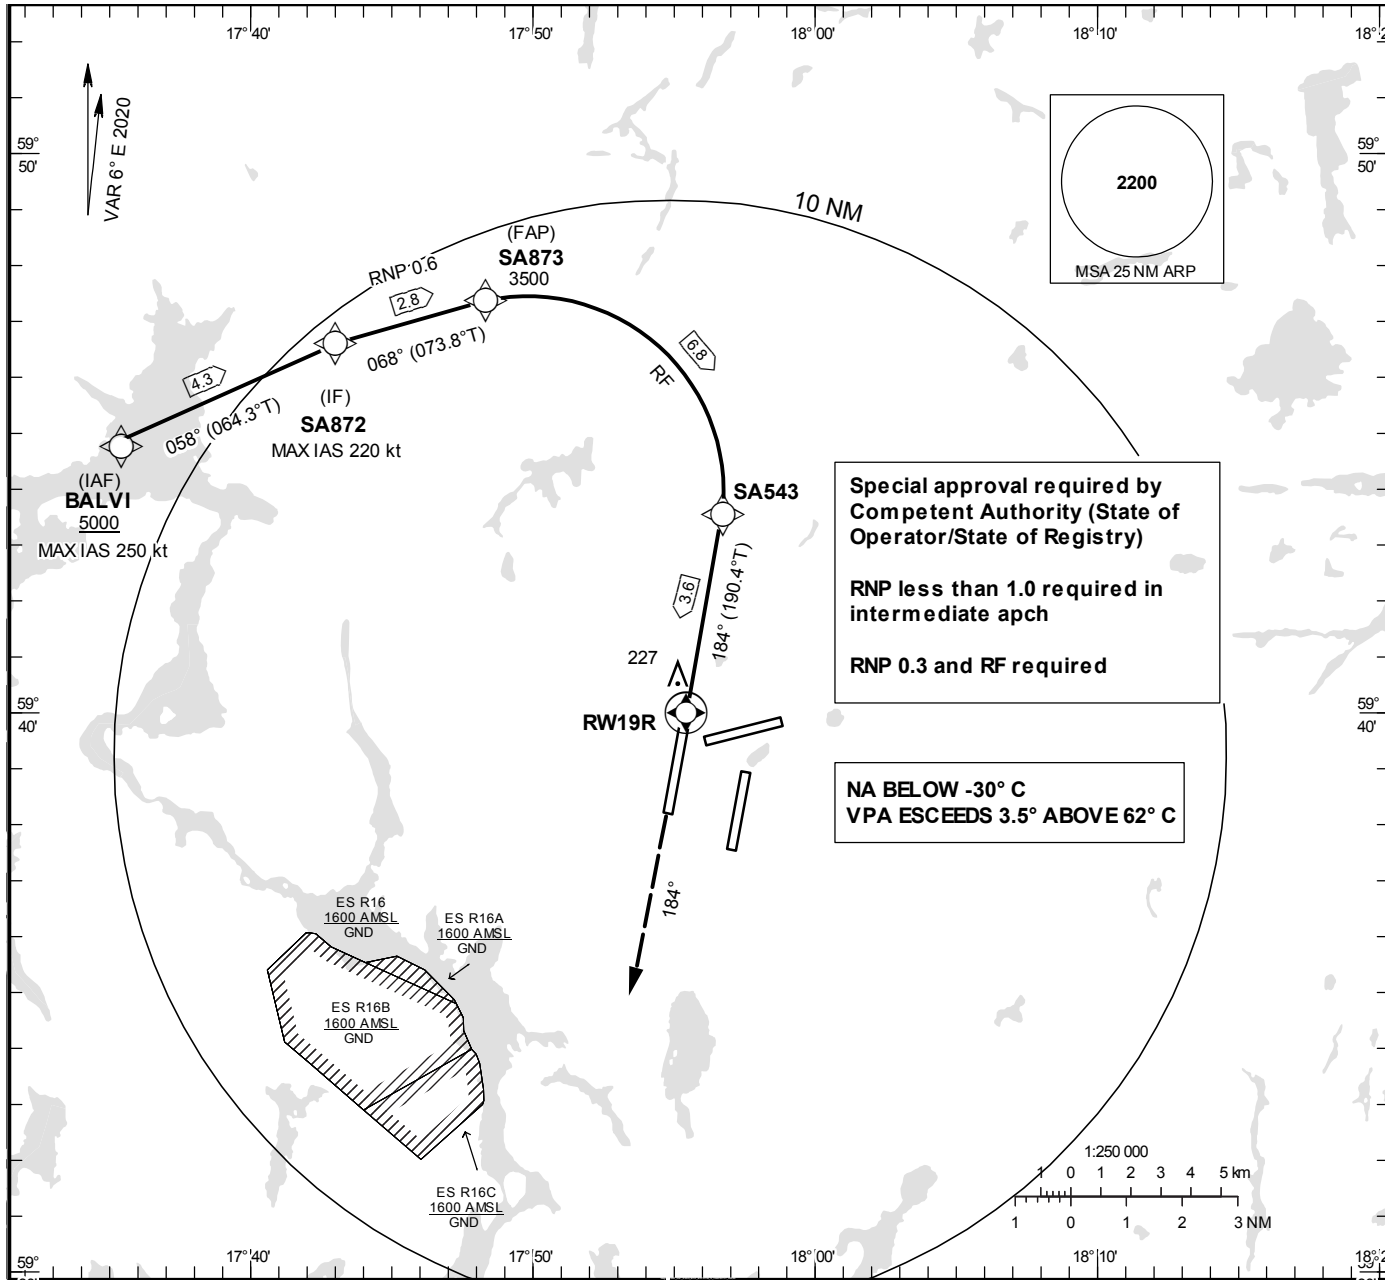 17°40'
17°50'
18°00'
18°10'
VAR 6° E 2020
59°
50'
59°
50'
2200
MSA 25 NM ARP
10 NM
(FAP)
SA873
3500
RNP 0.6
2.8
068° (073.8°T)
6.8
RF
4.3
058° (064.3°T)
(IF)
SA872
MAX IAS 220 kt
(IAF)
BALVI
5000
MAX IAS 250 kt
SA543
3.6
184° (190.4°T)
Special approval required by
Competent Authority (State of
Operator/State of Registry)
RNP less than 1.0 required in
intermediate apch
RNP 0.3 and RF required
227
RW19R
59°
40'
59°
40'
NA BELOW -30° C
VPA ESCEEDS 3.5° ABOVE 62° C
184°
ES R16
1600 AMSL
GND
ES R16A
1600 AMSL
GND
ES R16B
1600 AMSL
GND
ES R16C
1600 AMSL
GND
1:250 000
1 0 1 2 3 4 5 km
1 0 1 2 3 NM
17°40'
17°50'
18°00'
18°10'
59°
59°